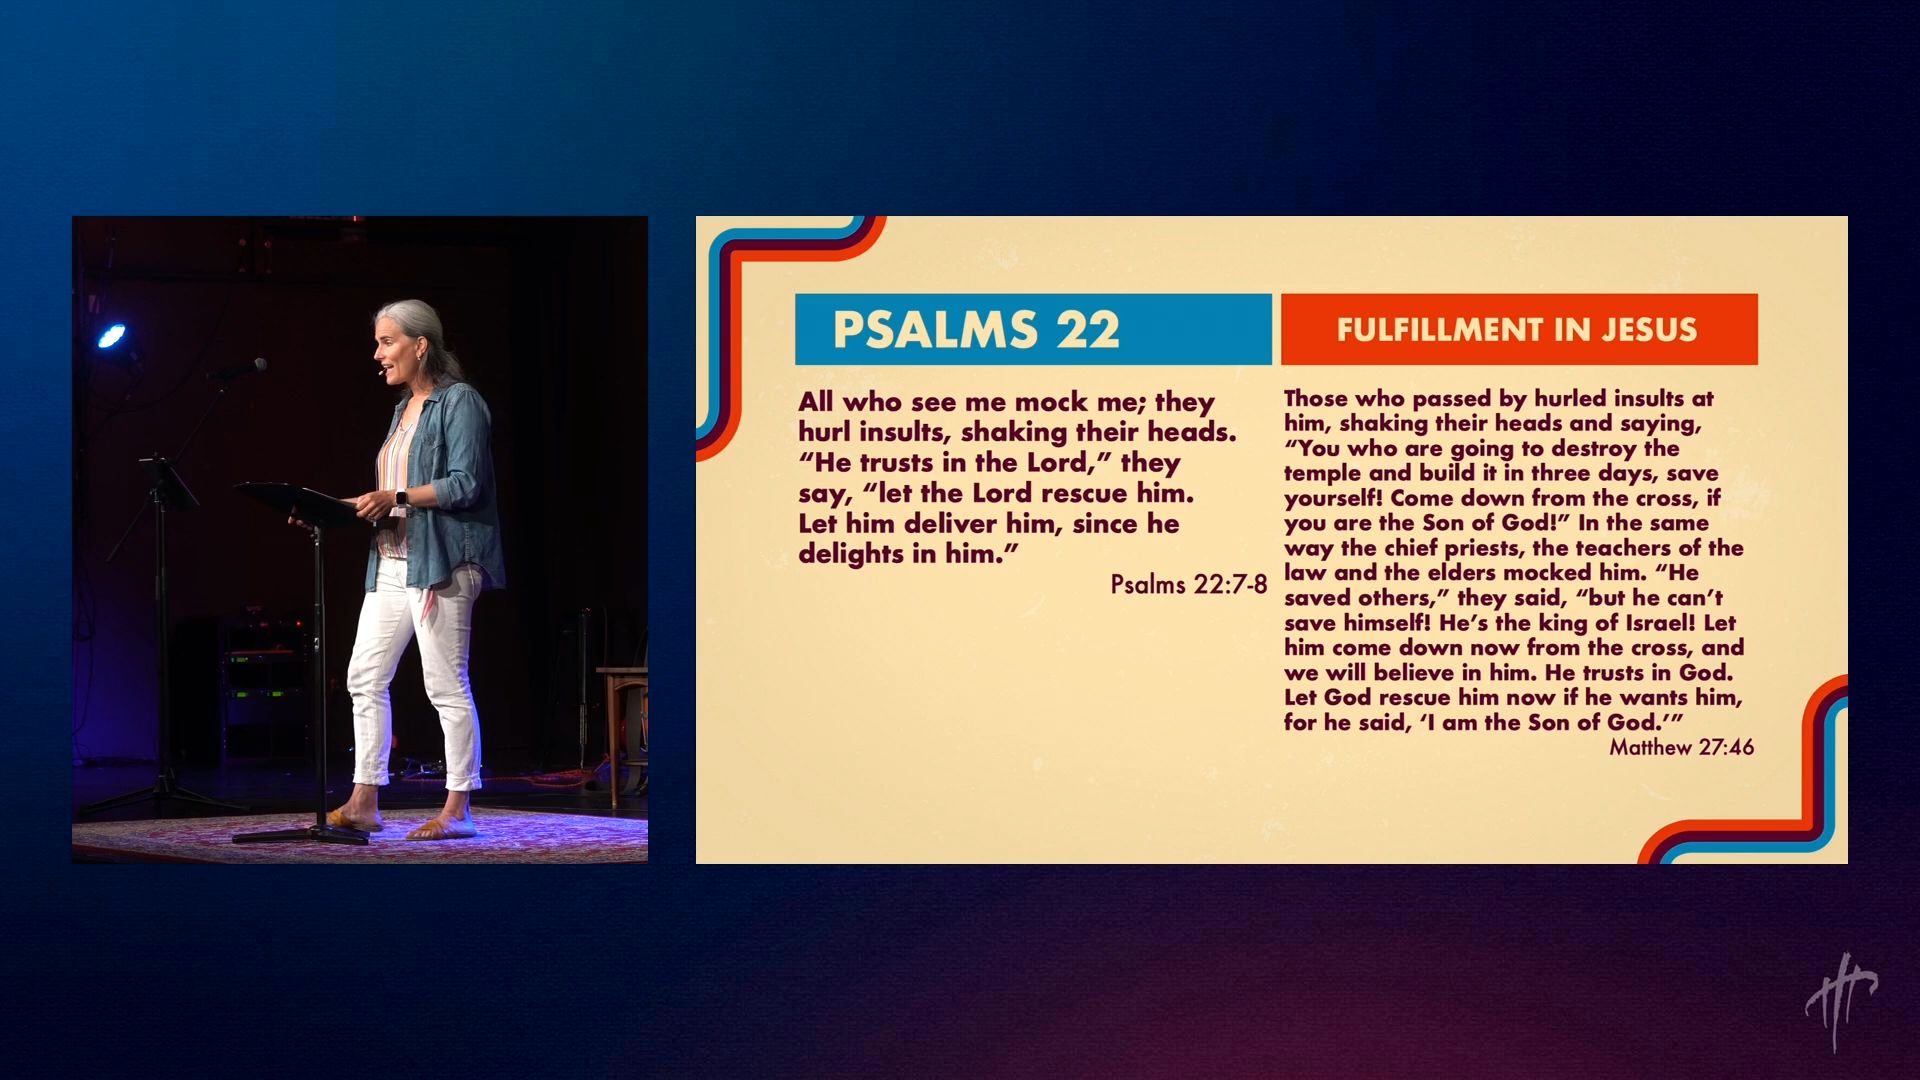 PSALMS 22
All who see me mock me; they
hurl insults, shaking their heads.
“He trusts in the Lord,” they
say, “let the Lord rescue him.
Let him deliver him, since he
delights in him.”
Psalms 22:7-8
FULFILLMENT IN JESUS
Those who passed by hurled insults at
him, shaking their heads and saying,
“You who are going to destroy the
temple and build it in three days, save
yourself! Come down from the cross, if
you are the Son of God!” In the same
way the chief priests, the teachers of the
law and the elders mocked him. “He
saved others,” they said, “but he can’t
save himself! He’s the king of Israel! Let
him come down now from the cross, and
we will believe in him. He trusts in God.
Let God rescue him now if he wants him,
for he said, ‘I am the Son of God.’”
Matthew 27:46